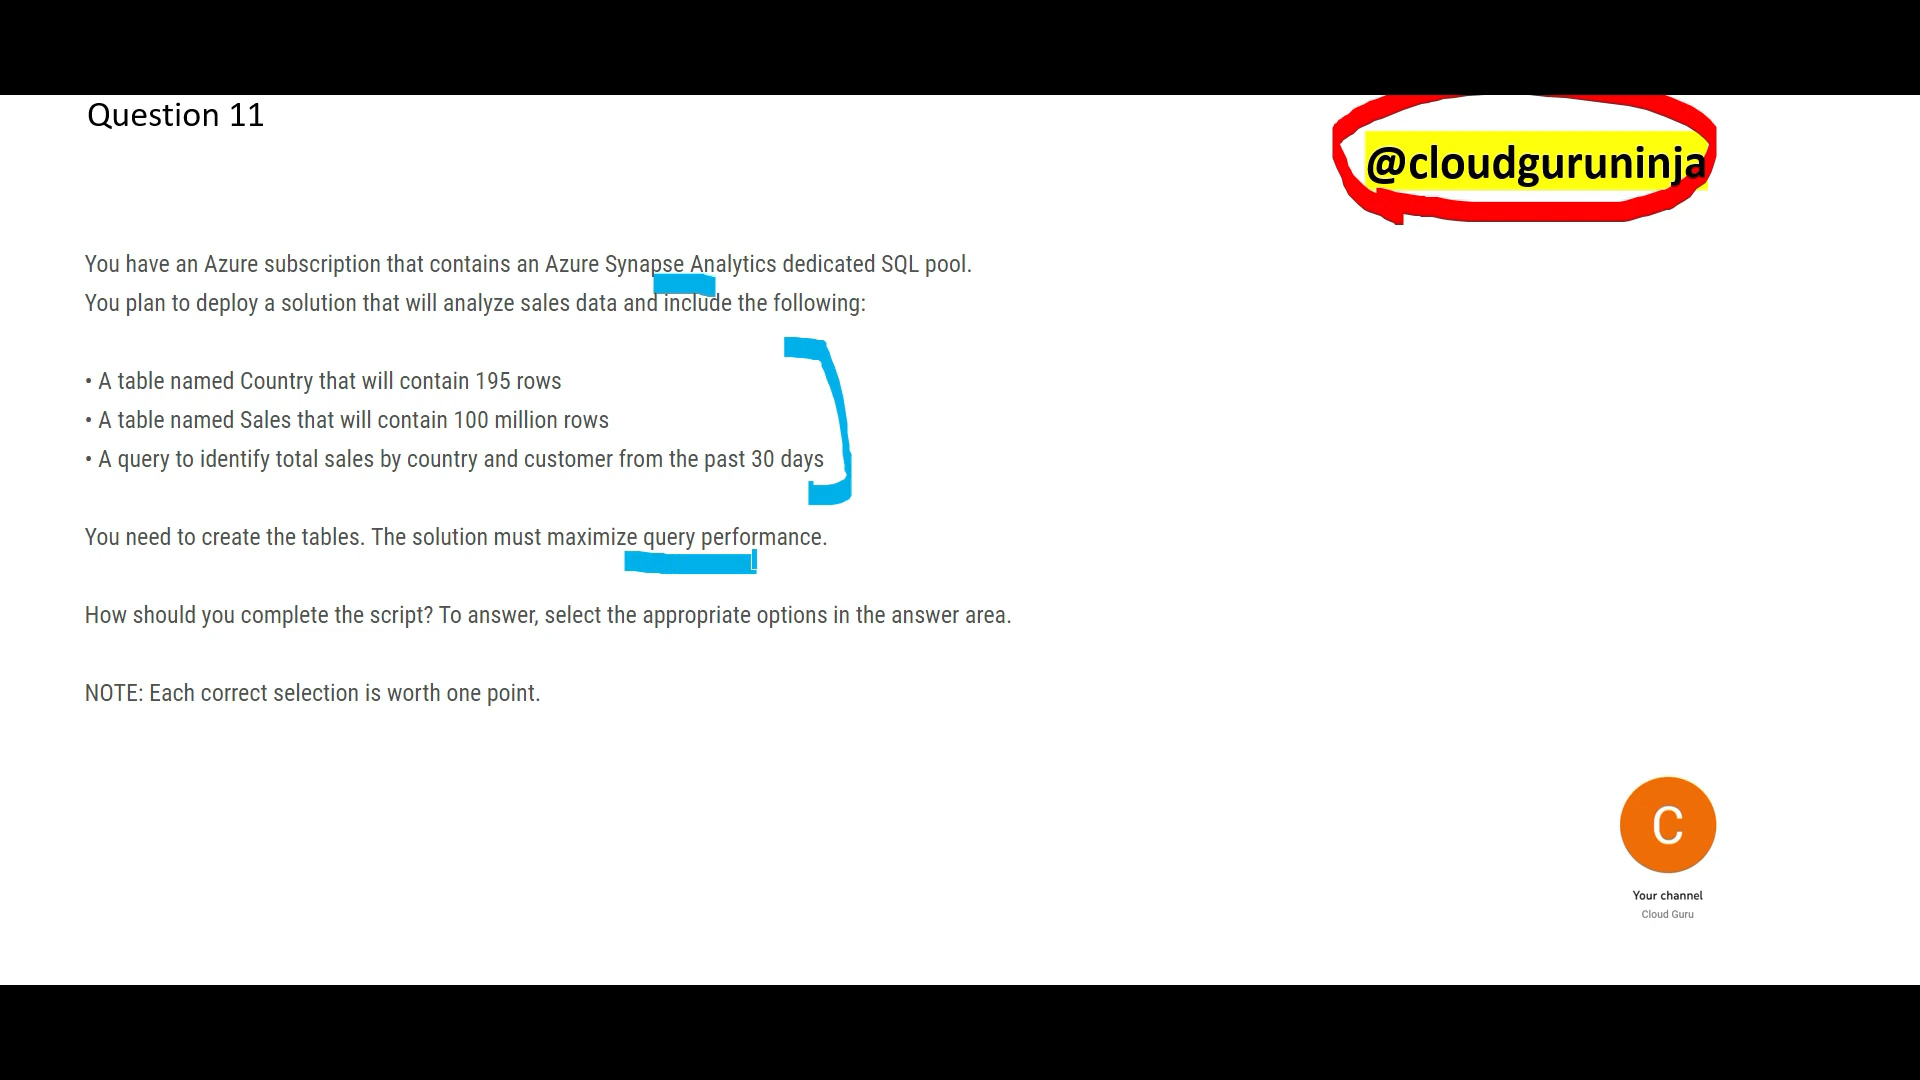 Question 11
@cloudguruninja
You have an Azure subscription that contains an Azure Synapse Analytics dedicated SQL pool.
You plan to deploy a solution that will analyze sales data and include the following:
• A table named Country that will contain 195 rows
• A table named Sales that will contain 100 million rows
• A query to identify total sales by country and customer from the past 30 days
You need to create the tables. The solution must maximize query performance.
How should you complete the script? To answer, select the appropriate options in the answer area.
NOTE: Each correct selection is worth one point.
C
Your channel
Cloud Guru